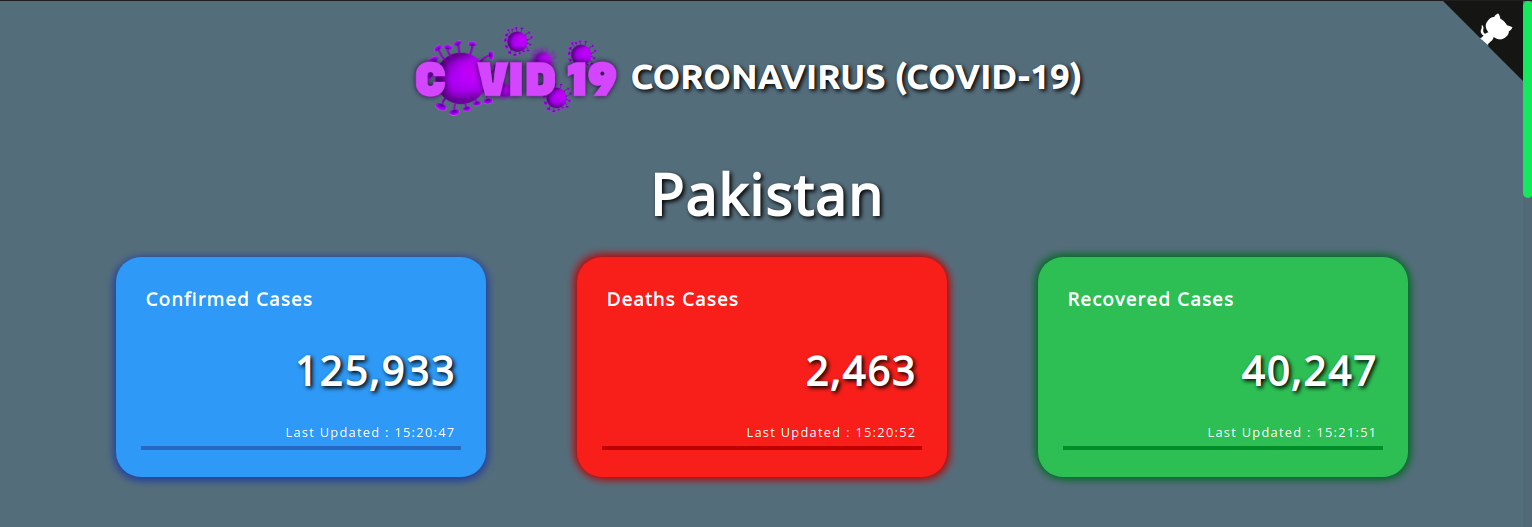 COVID 19 CORONAVIRUS (COVID-19)
Pakistan
Confirmed Cases
125,933
Last Updated : 15:20:47
Deaths Cases
2,463
Last Updated : 15:20:52
Recovered Cases
40,247
Last Updated : 15:21:51